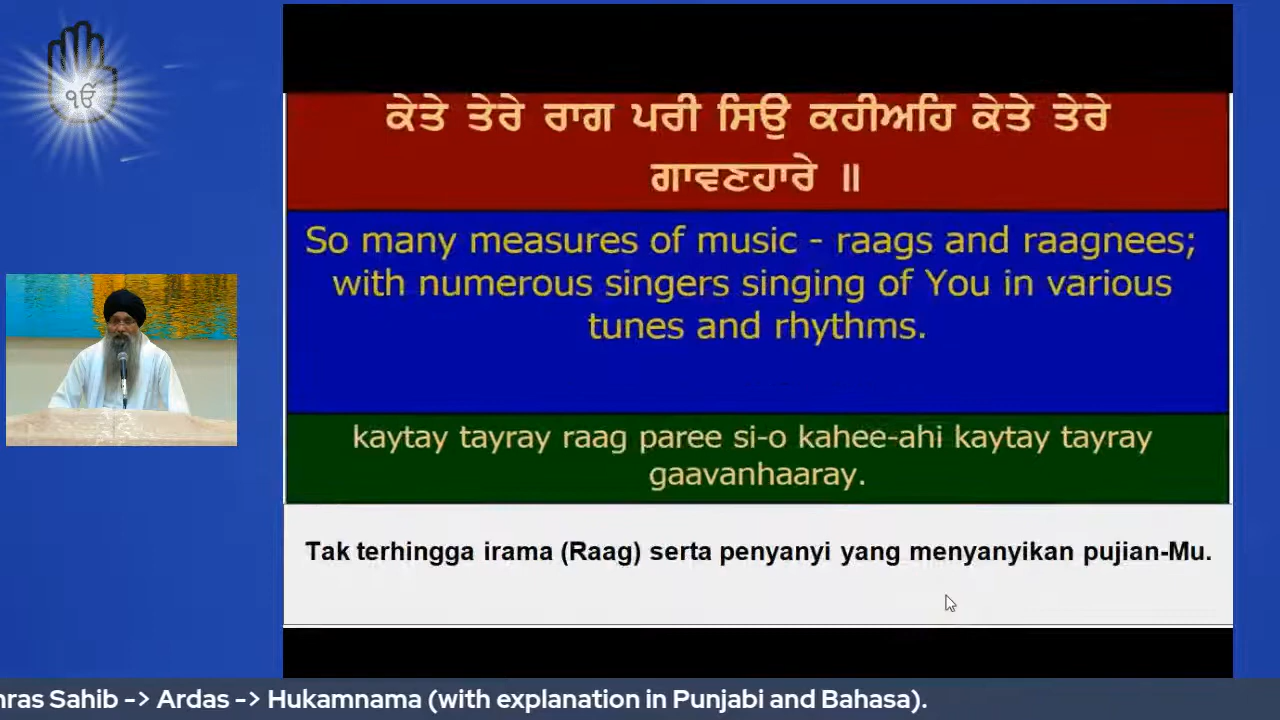 ੴ
ਕੇਤੇ ਤੇਰੇ ਰਾਗ ਪਰੀ ਸਿਉ ਕਹੀਅਹਿ ਕੇਤੇ ਤੇਰੇ
ਗਾਵਣਹਾਰੇ ॥
So many measures of music - raags and raagnees;
with numerous singers singing of You in various
tunes and rhythms.
kaytay tayray raag paree si-o kahee-ahi kaytay tayray
gaavanhaaray.
Tak terhingga irama (Raag) serta penyanyi yang menyanyikan pujian-Mu.
Sahib -> Ardas -> Hukamnama (with explanation in Punjabi and Bahasa).